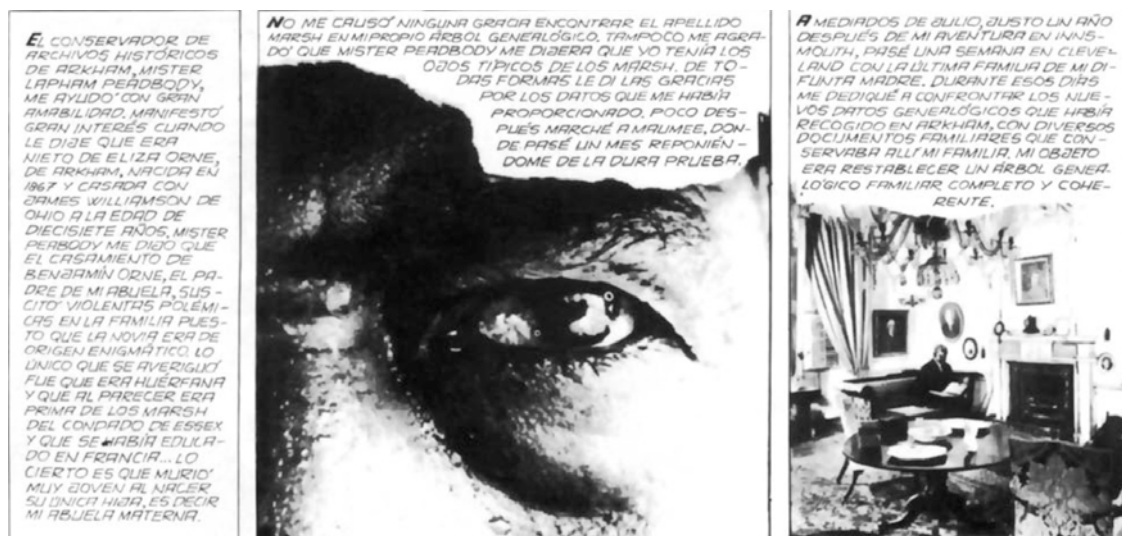 EL CONSERVADOR DE
ARCHIVOS HISTÓRICOS
DE ARKHAM, MISTER
LAPHAM PEADBODY,
ME AYUDÓ CON GRAN
AMABILIDAD. MANIFESTÓ
GRAN INTERÉS CUANDO
LE DIJE QUE ERA
NIETO DE ELIZA ORNE,
DE ARKHAM, NACIDA EN
1867 Y CASADA CON
JAMES WILLIAMSON DE
OHIO A LA EDAD DE
DIECISIETE AÑOS. MISTER
PEABODY ME DIJO QUE
EL CASAMIENTO DE
BENJAMÍN ORNE, EL PA-
DRE DE MI ABUELA, SUS-
CITÓ VIOLENTAS POLÉMI-
CAS EN LA FAMILIA PUES-
TO QUE LA NOVIA ERA DE
ORIGEN ENIGMÁTICO. LO
ÚNICO QUE SE AVERIGUÓ
FUE QUE ERA HUÉRFANA
Y QUE AL PARECER ERA
PRIMA DE LOS MARSH
DEL CONDADO DE ESSEX
Y QUE SE HABÍA EDUCA-
DO EN FRANCIA... LO
CIERTO ES QUE MURIÓ
MUY JOVEN AL NACER
SU ÚNICA HIJA, ES DECIR
MI ABUELA MATERNA.
NO ME CAUSÓ NINGUNA GRACIA ENCONTRAR EL APELLIDO
MARSH EN MI PROPIO ÁRBOL GENEALÓGICO. TAMPOCO ME AGRA-
DÓ QUE MISTER PEADBODY ME DIJERA QUE YO TENÍA LOS
OJOS TÍPICOS DE LOS MARSH. DE TO-
DAS FORMAS LE DI LAS GRACIAS
POR LOS DATOS QUE ME HABÍA
PROPORCIONADO. POCO DES-
PUÉS MARCHÉ A MAUMEE, DON-
DE PASÉ UN MES REPONIÉN-
DOME DE LA DURA PRUEBA.
A MEDIADOS DE JULIO, JUSTO UN AÑO
DESPUÉS DE MI AVENTURA EN INNS-
MOUTH, PASÉ UNA SEMANA EN CLEVE-
LAND CON LA ÚLTIMA FAMILIA DE MI DI-
FUNTA MADRE. DURANTE ESOS DÍAS
ME DEDIQUÉ A CONFRONTAR LOS NUE-
VOS DATOS GENEALÓGICOS QUE HABÍA
RECOGIDO EN ARKHAM, CON DIVERSOS
DOCUMENTOS FAMILIARES QUE CON-
SERVABA ALLÍ MI FAMILIA. MI OBJETO
ERA RESTABLECER UN ÁRBOL GENEA-
LÓGICO FAMILIAR COMPLETO Y COHE-
RENTE.